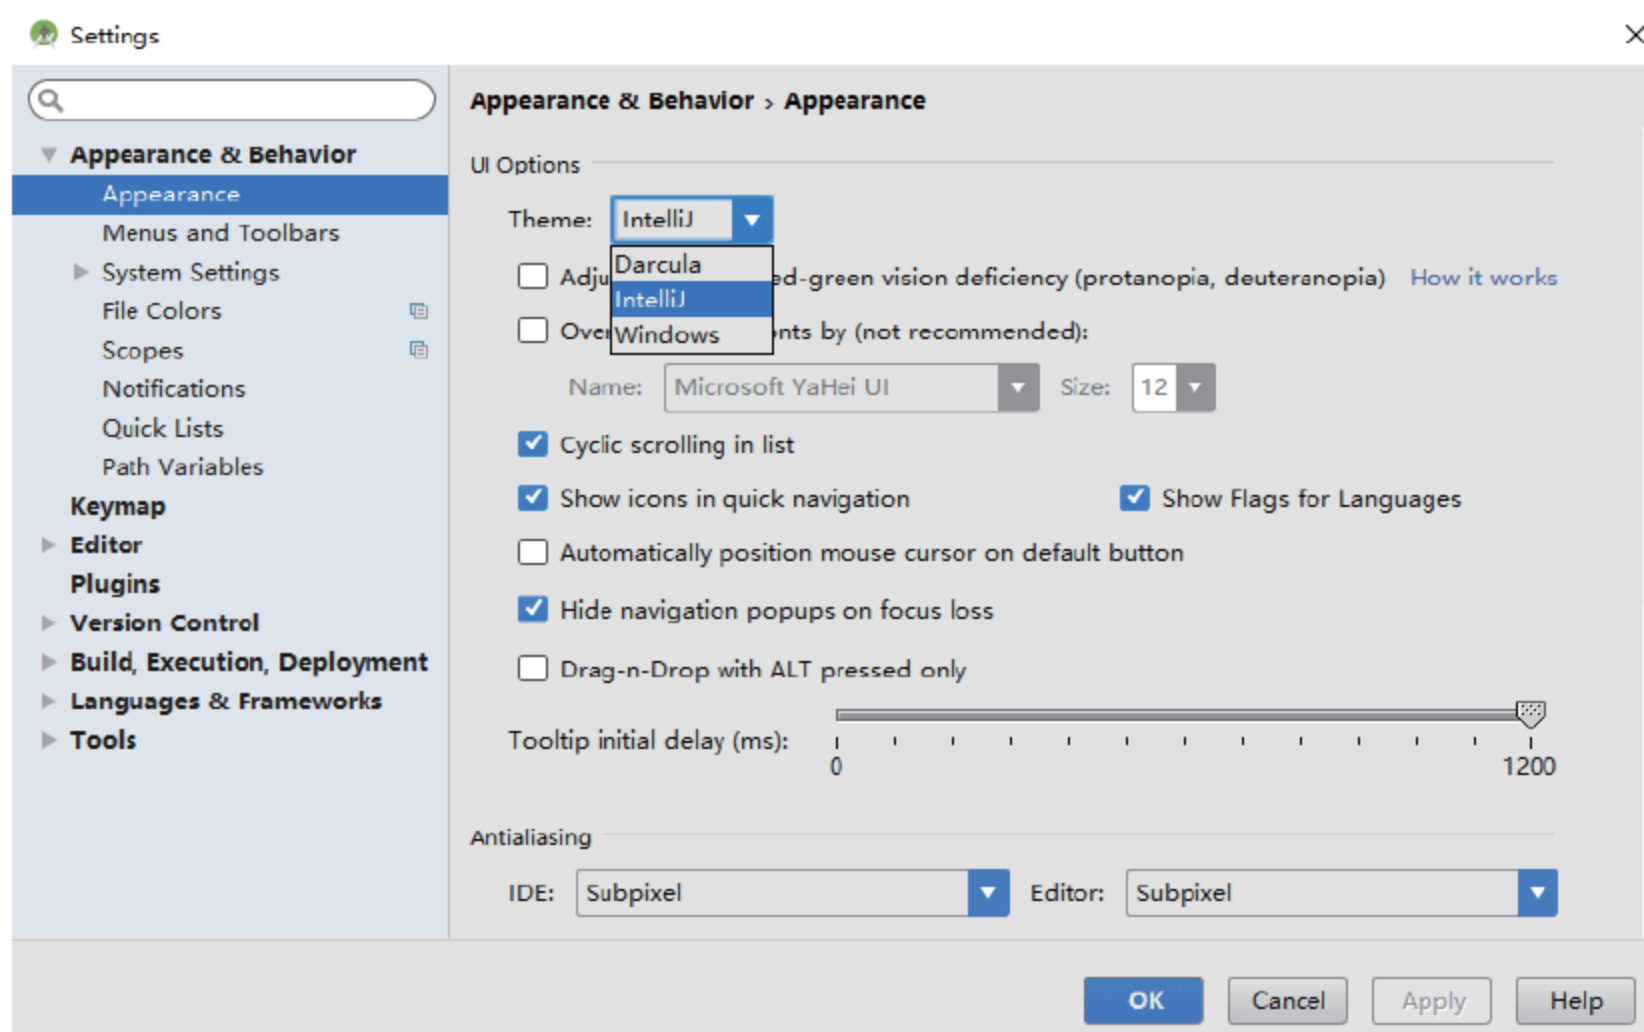 Settings
Appearance & Behavior
Appearance
Menus and Toolbars
System Settings
File Colors
Scopes
Notifications
Quick Lists
Path Variables
Keymap
Editor
Plugins
Version Control
Build, Execution, Deployment
Languages & Frameworks
Tools
Appearance & Behavior › Appearance
UI Options
Theme: IntelliJ
Darcula
IntelliJ
Windows
Adju ed-green vision deficiency (protanopia, deuteranopia) How it works
Over nts by (not recommended):
Name: Microsoft YaHei UI Size: 12
Cyclic scrolling in list
Show icons in quick navigation Show Flags for Languages
Automatically position mouse cursor on default button
Hide navigation popups on focus loss
Drag-n-Drop with ALT pressed only
Tooltip initial delay (ms):
0 1200
Antialiasing
IDE: Subpixel Editor: Subpixel
OK Cancel Apply Help